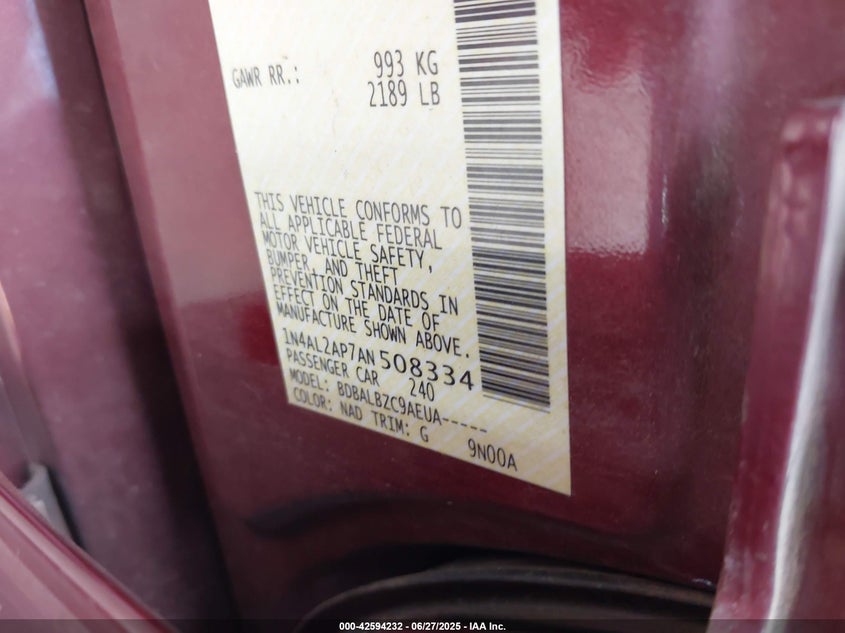 GAWR RR.: 993 KG
2189 LB
THIS VEHICLE CONFORMS TO
ALL APPLICABLE FEDERAL
MOTOR VEHICLE SAFETY,
BUMPER, AND THEFT
PREVENTION STANDARDS IN
EFFECT ON THE DATE OF
MANUFACTURE SHOWN ABOVE.
1N4AL2AP7AN508334
PASSENGER CAR 240
MODEL: BDBALBZC9AEUA-----
COLOR: NAD TRIM: G 9N00A
000-42594232 - 06/27/2025 - IAA Inc.